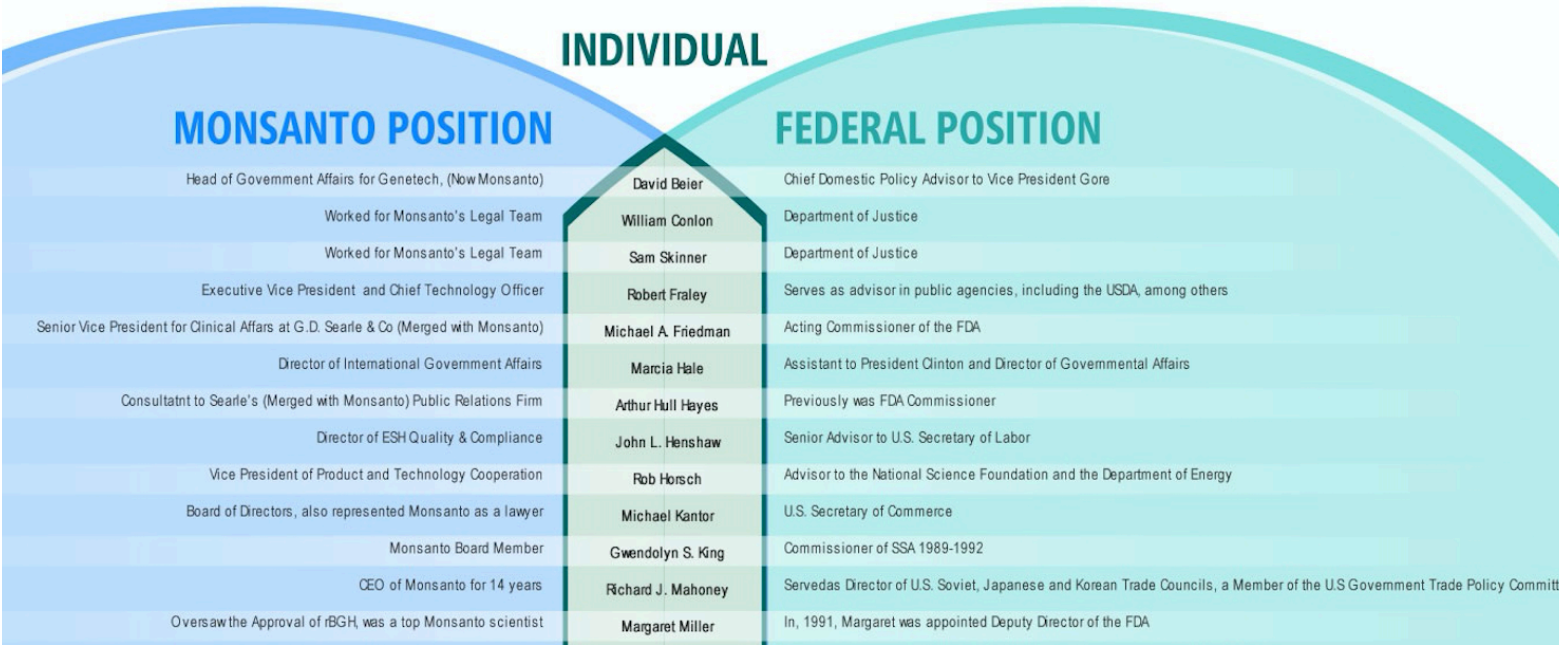 INDIVIDUAL
MONSANTO POSITION FEDERAL POSITION
Head of Government Affairs for Genetech, (Now Monsanto) David Beier Chief Domestic Policy Advisor to Vice President Gore
Worked for Monsanto's Legal Team William Conlon Department of Justice
Worked for Monsanto's Legal Team Sam Skinner Department of Justice
Executive Vice President and Chief Technology Officer Robert Fraley Serves as advisor in public agencies, including the USDA, among others
Senior Vice President for Clinical Affars at G.D. Searle & Co (Merged with Monsanto) Michael A. Friedman Acting Commissioner of the FDA
Director of International Government Affairs Marcia Hale Assistant to President Clinton and Director of Governmental Affairs
Consultatnt to Searle's (Merged with Monsanto) Public Relations Firm Arthur Hull Hayes Previously was FDA Commissioner
Director of ESH Quality & Compliance John L. Henshaw Senior Advisor to U.S. Secretary of Labor
Vice President of Product and Technology Cooperation Rob Horsch Advisor to the National Science Foundation and the Department of Energy
Board of Directors, also represented Monsanto as a lawyer Michael Kantor U.S. Secretary of Commerce
Monsanto Board Member Gwendolyn S. King Commissioner of SSA 1989-1992
CEO of Monsanto for 14 years Richard J. Mahoney Servedas Director of U.S. Soviet, Japanese and Korean Trade Councils, a Member of the U.S Government Trade Policy Committ
Oversaw the Approval of rBGH, was a top Monsanto scientist Margaret Miller In, 1991, Margaret was appointed Deputy Director of the FDA